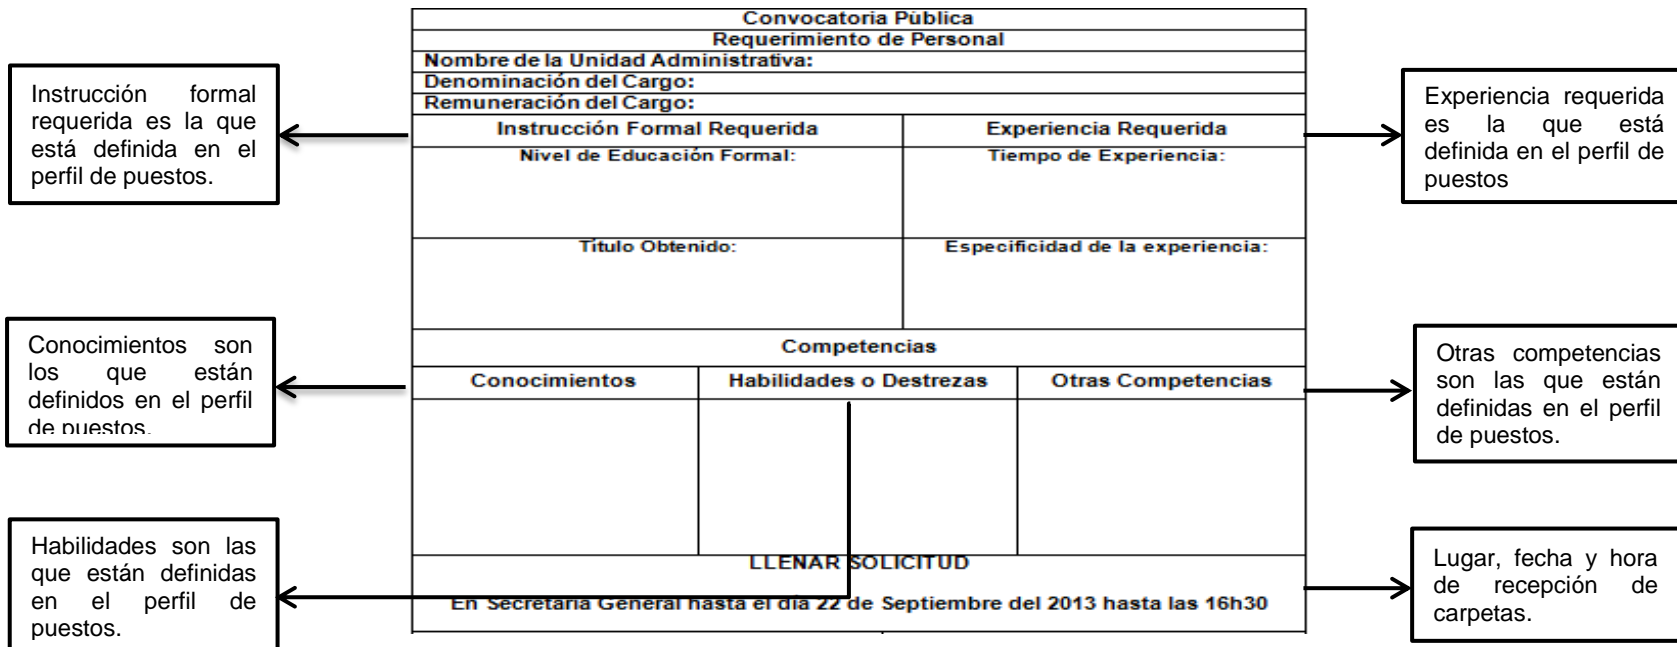 Convocatoria Pública
Requerimiento de Personal
Nombre de la Unidad Administrativa:
Denominación del Cargo:
Remuneración del Cargo:
Instrucción Formal Requerida
Experiencia Requerida
Nivel de Educación Formal:
Tiempo de Experiencia:
Título Obtenido:
Especificidad de la experiencia:
Competencias
Conocimientos
Habilidades o Destrezas
Otras Competencias
LLENAR SOLICITUD
En Secretaría General hasta el día 22 de Septiembre del 2013 hasta las 16h30
Instrucción formal
requerida es la que
está definida en el
perfil de puestos.
Conocimientos son
los que están
definidos en el perfil
de puestos.
Habilidades son las
que están definidas
en el perfil de
puestos.
Experiencia requerida
es la que está
definida en el perfil de
puestos
Otras competencias
son las que están
definidas en el perfil
de puestos.
Lugar, fecha y hora
de recepción de
carpetas.